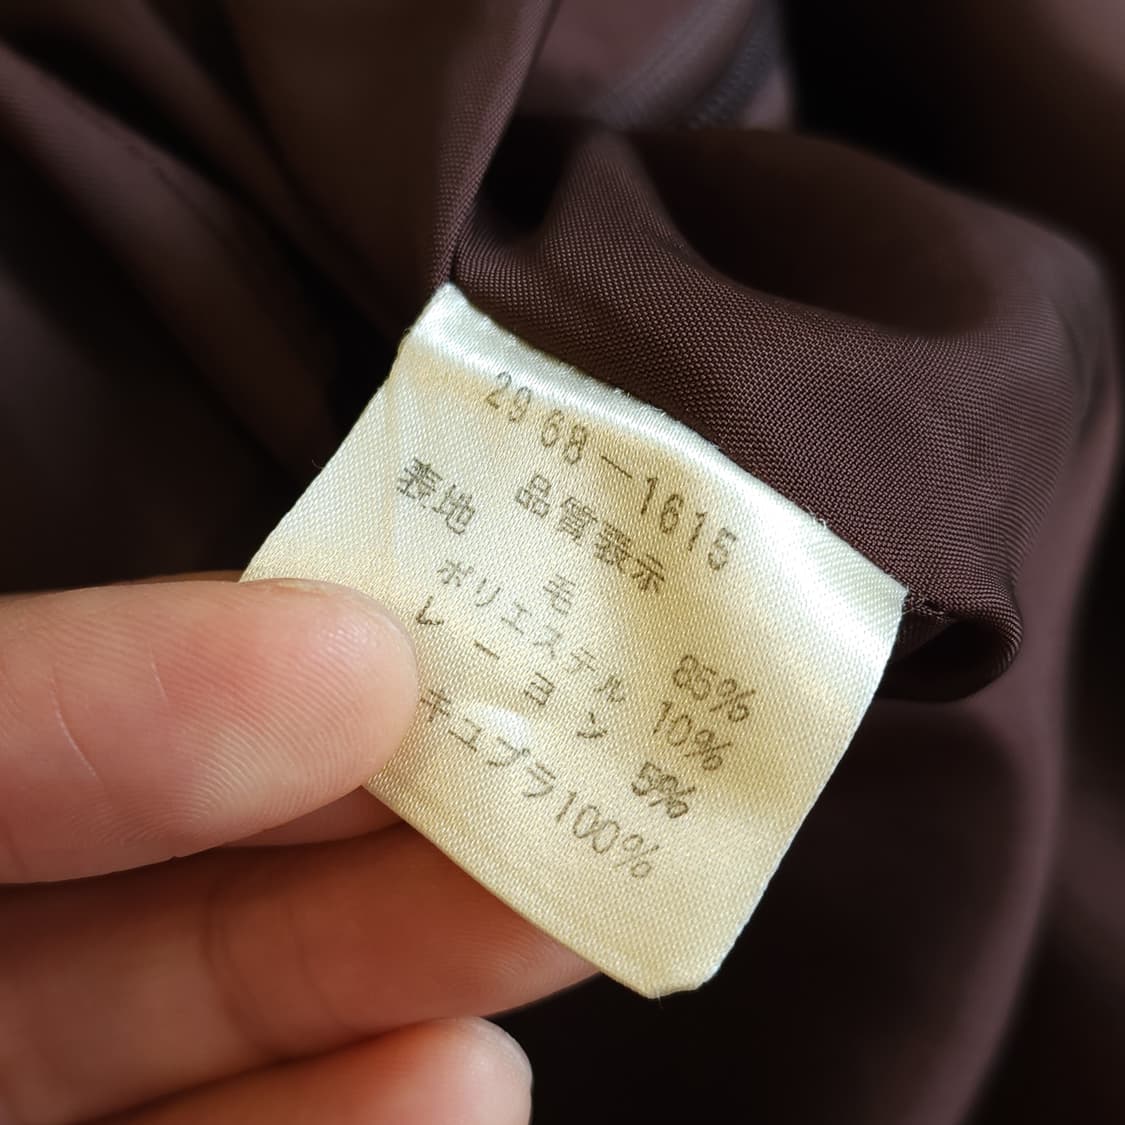 2968-1615
品質表示
表地
毛 85%
ポリエステル 10%
レーヨン 5%
キュプラ100%